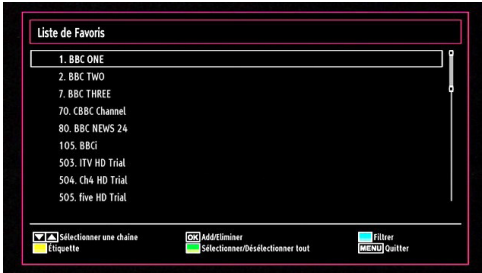 Liste de Favoris
1. BBC ONE
2. BBC TWO
7. BBC THREE
70. CBBC Channel
80. BBC NEWS 24
105. BBCi
503. ITV HD Trial
504. Ch4 HD Trial
505. five HD Trial
Sélectionner une chaine OK Add/Eliminer Filtrer
Étiquette Sélectionner/Désélectionner tout MENU Quitter